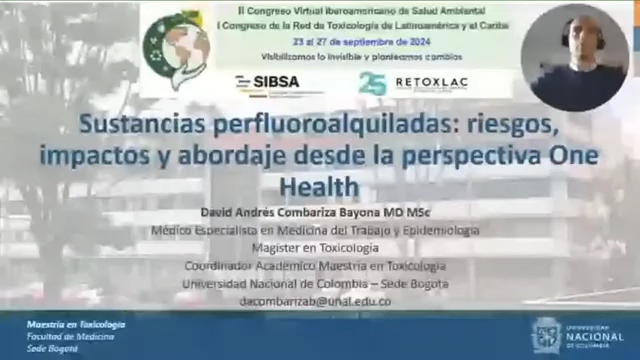 II Congreso Virtual Iberoamericano de Salud Ambiental
I Congreso de la Red de Toxicología de Latinoamérica y el Caribe
23 al 27 de septiembre de 2024
Visibilizamos lo invisible y planteamos cambios
SIBSA
25 RETOXLAC
Sustancias perfluoroalquiladas: riesgos,
impactos y abordaje desde la perspectiva One
Health
David Andrés Combariza Bayona MD MSc
Médico Especialista en Medicina del Trabajo y Epidemiología
Magíster en Toxicología
Coordinador Académico Maestría en Toxicología
Universidad Nacional de Colombia – Sede Bogota
dacombarizab@unal.edu.co
Maestría en Toxicología
Facultad de Medicina
Sede Bogotá
UNIVERSIDAD
NACIONAL
DE COLOMBIA